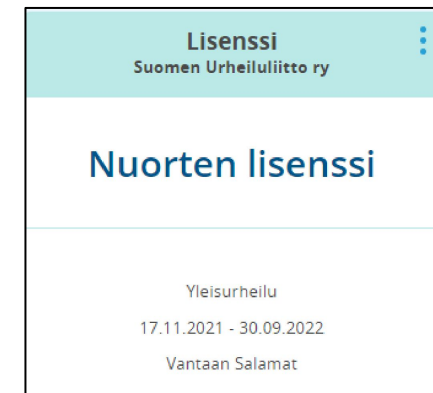 Lisenssi
Suomen Urheiluliitto ry
Nuorten lisenssi
Yleisurheilu
17.11.2021 - 30.09.2022
Vantaan Salamat